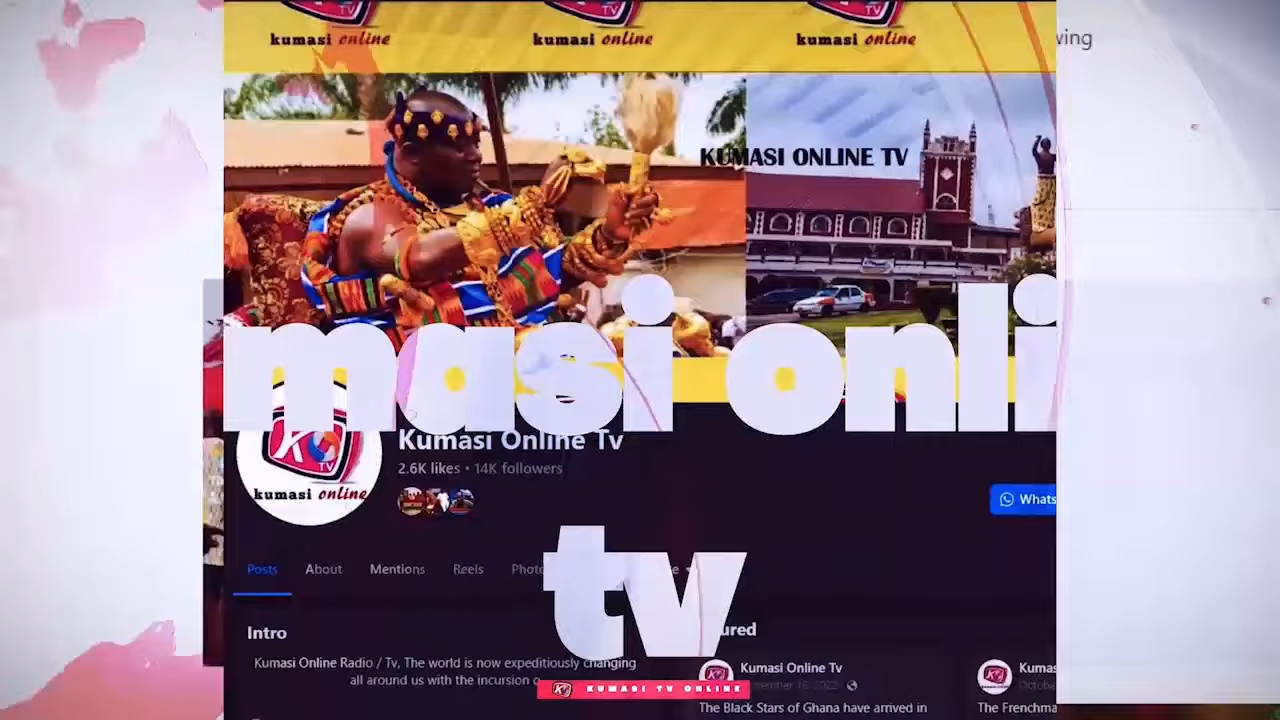 kumasi online
kumasi online
kumasi online
KUMASI ONLINE TV
masi onli
tv
TV
kumasi online
Kumasi Online Tv
2.6K likes • 14K followers
Whats
Posts
About
Mentions
Reels
Photo
Intro
Kumasi Online Radio / Tv, The world is now expeditiously changing
all around us with the incursion o
Kumasi Online Tv
The Black Stars of Ghana have arrived in
Kumas
The Frenchma
KUMASI TV ONLINE